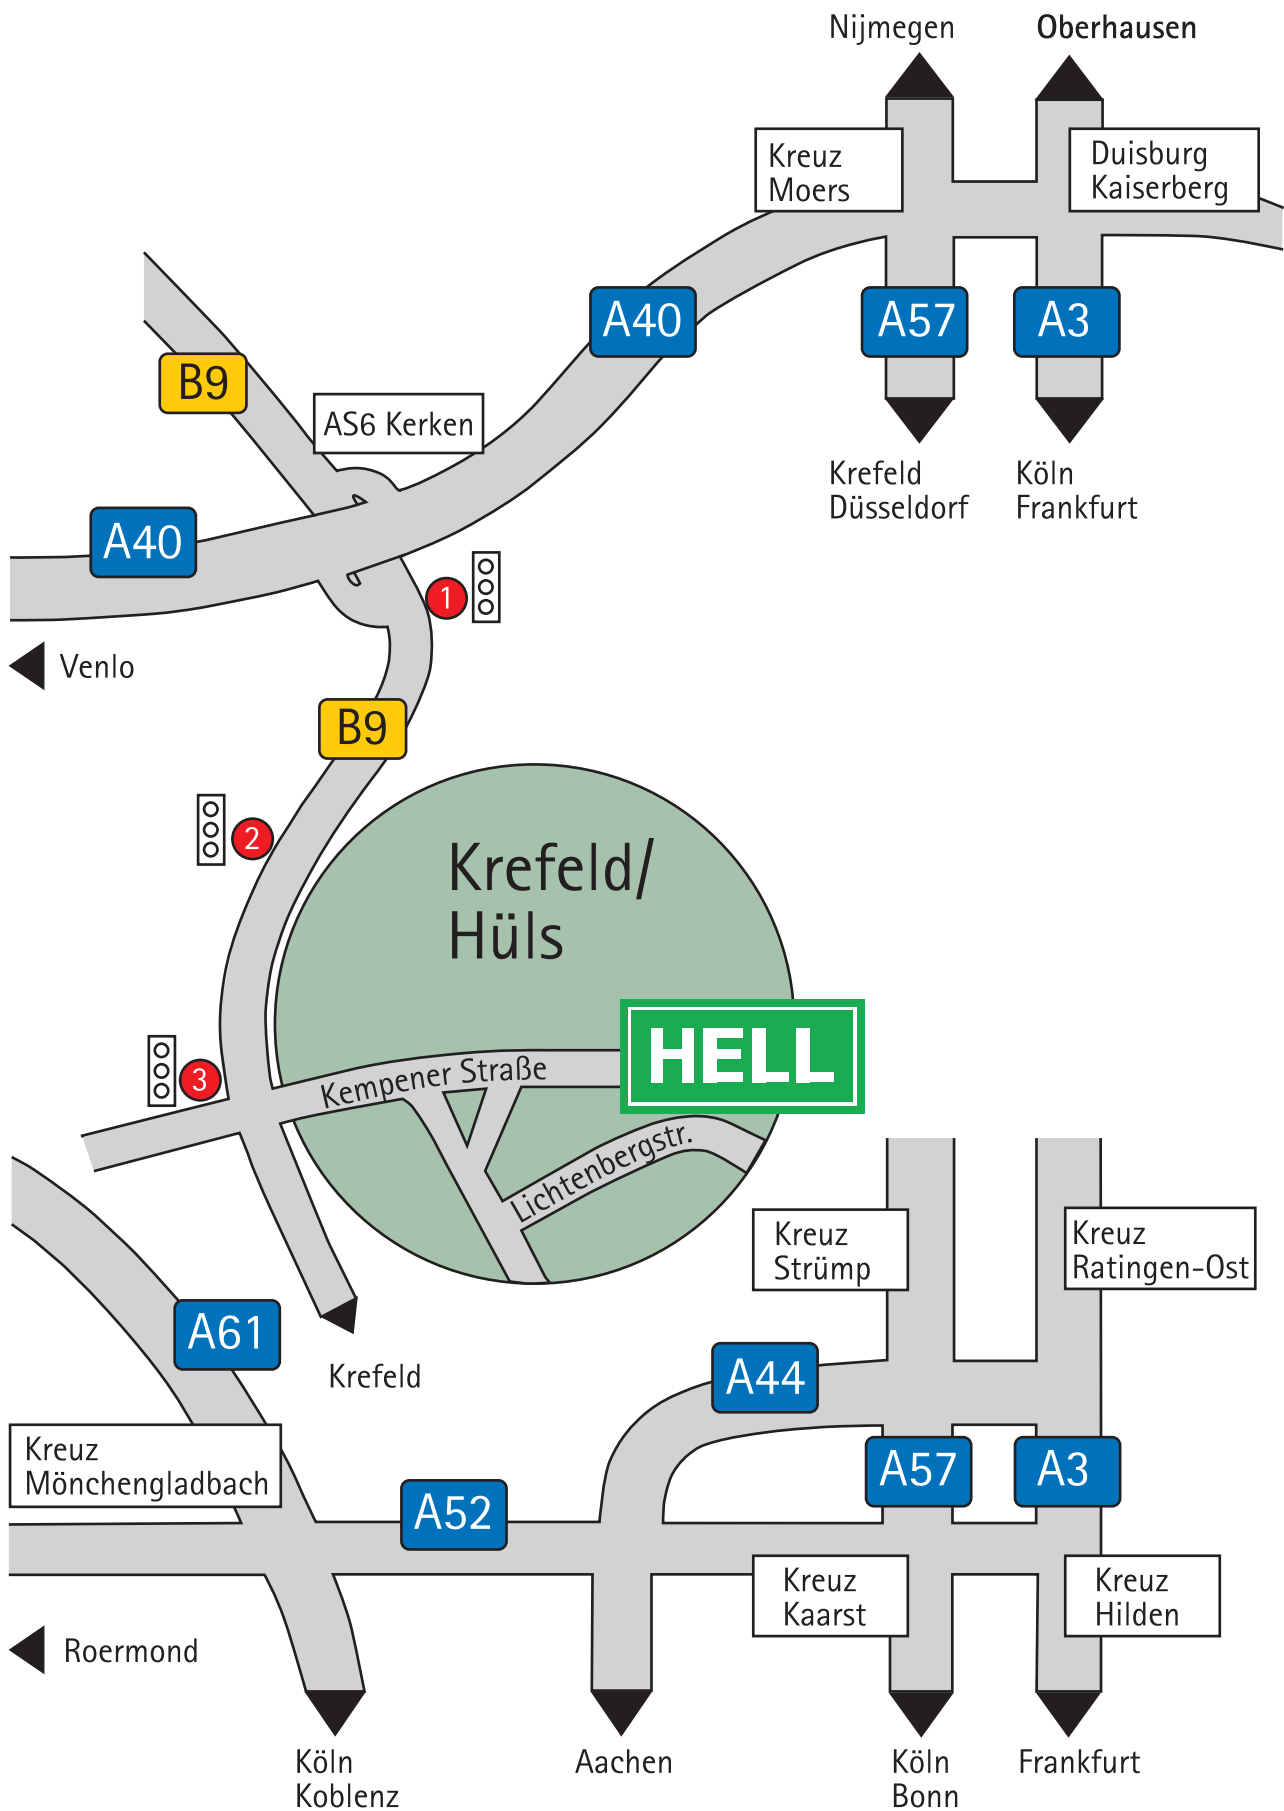 Nijmegen
Oberhausen
Kreuz
Moers
Duisburg
Kaiserberg
A40
A57
A3
B9
AS6 Kerken
Krefeld
Düsseldorf
Köln
Frankfurt
A40
1
Venlo
B9
2
Krefeld/
Hüls
HELL
3
Kempener Straße
Lichtenbergstr.
Kreuz
Strümp
Kreuz
Ratingen-Ost
A61
Krefeld
A44
Kreuz
Mönchengladbach
A57
A3
A52
Kreuz
Kaarst
Kreuz
Hilden
Roermond
Köln
Koblenz
Aachen
Köln
Bonn
Frankfurt